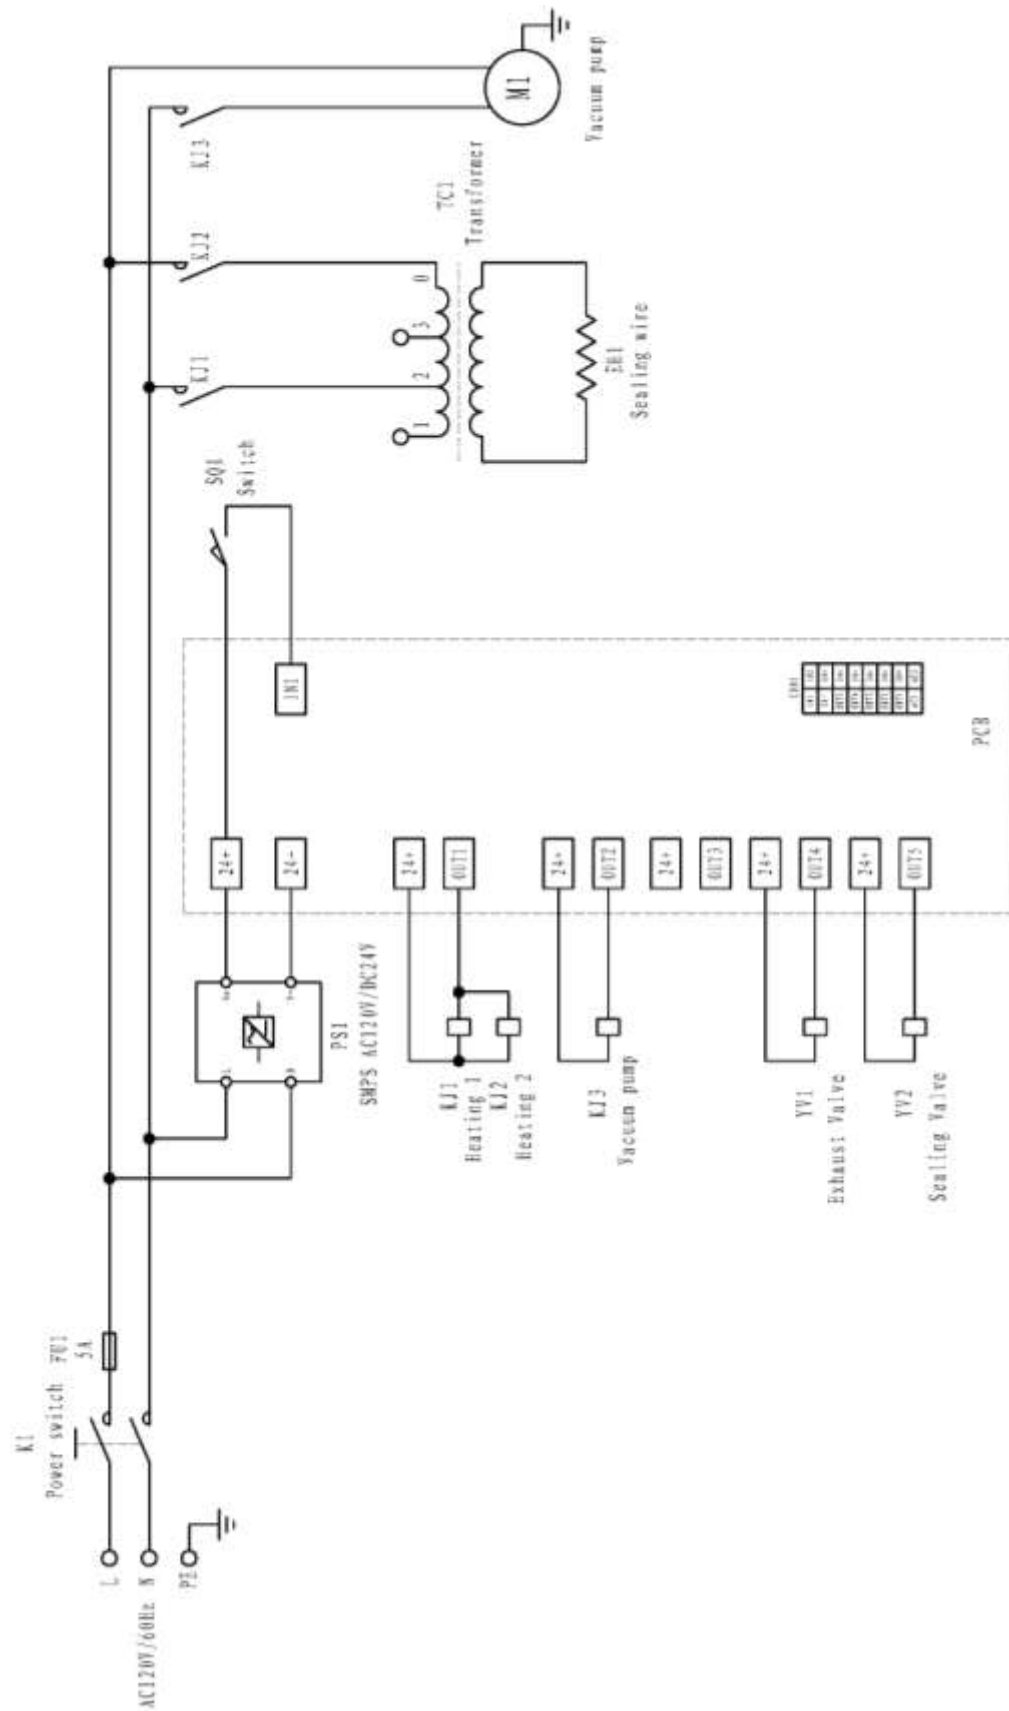 K1
Power switch
FU1
5A
L
AC120V/60Hz N
PE
PS1
SMPS AC120V/DC24V
L
N
24+
24-
IN1
SQ1
Switch
KJ1
KJ2
KJ3
1
2
3
0
TC1
Transformer
EH1
Sealing wire
M1
Vacuum pump
24+
OUT1
24+
OUT2
24+
OUT3
24+
OUT4
24+
OUT5
KJ1
Heating 1
KJ2
Heating 2
KJ3
Vacuum pump
YV1
Exhaust Valve
YV2
Sealing Valve
PCB